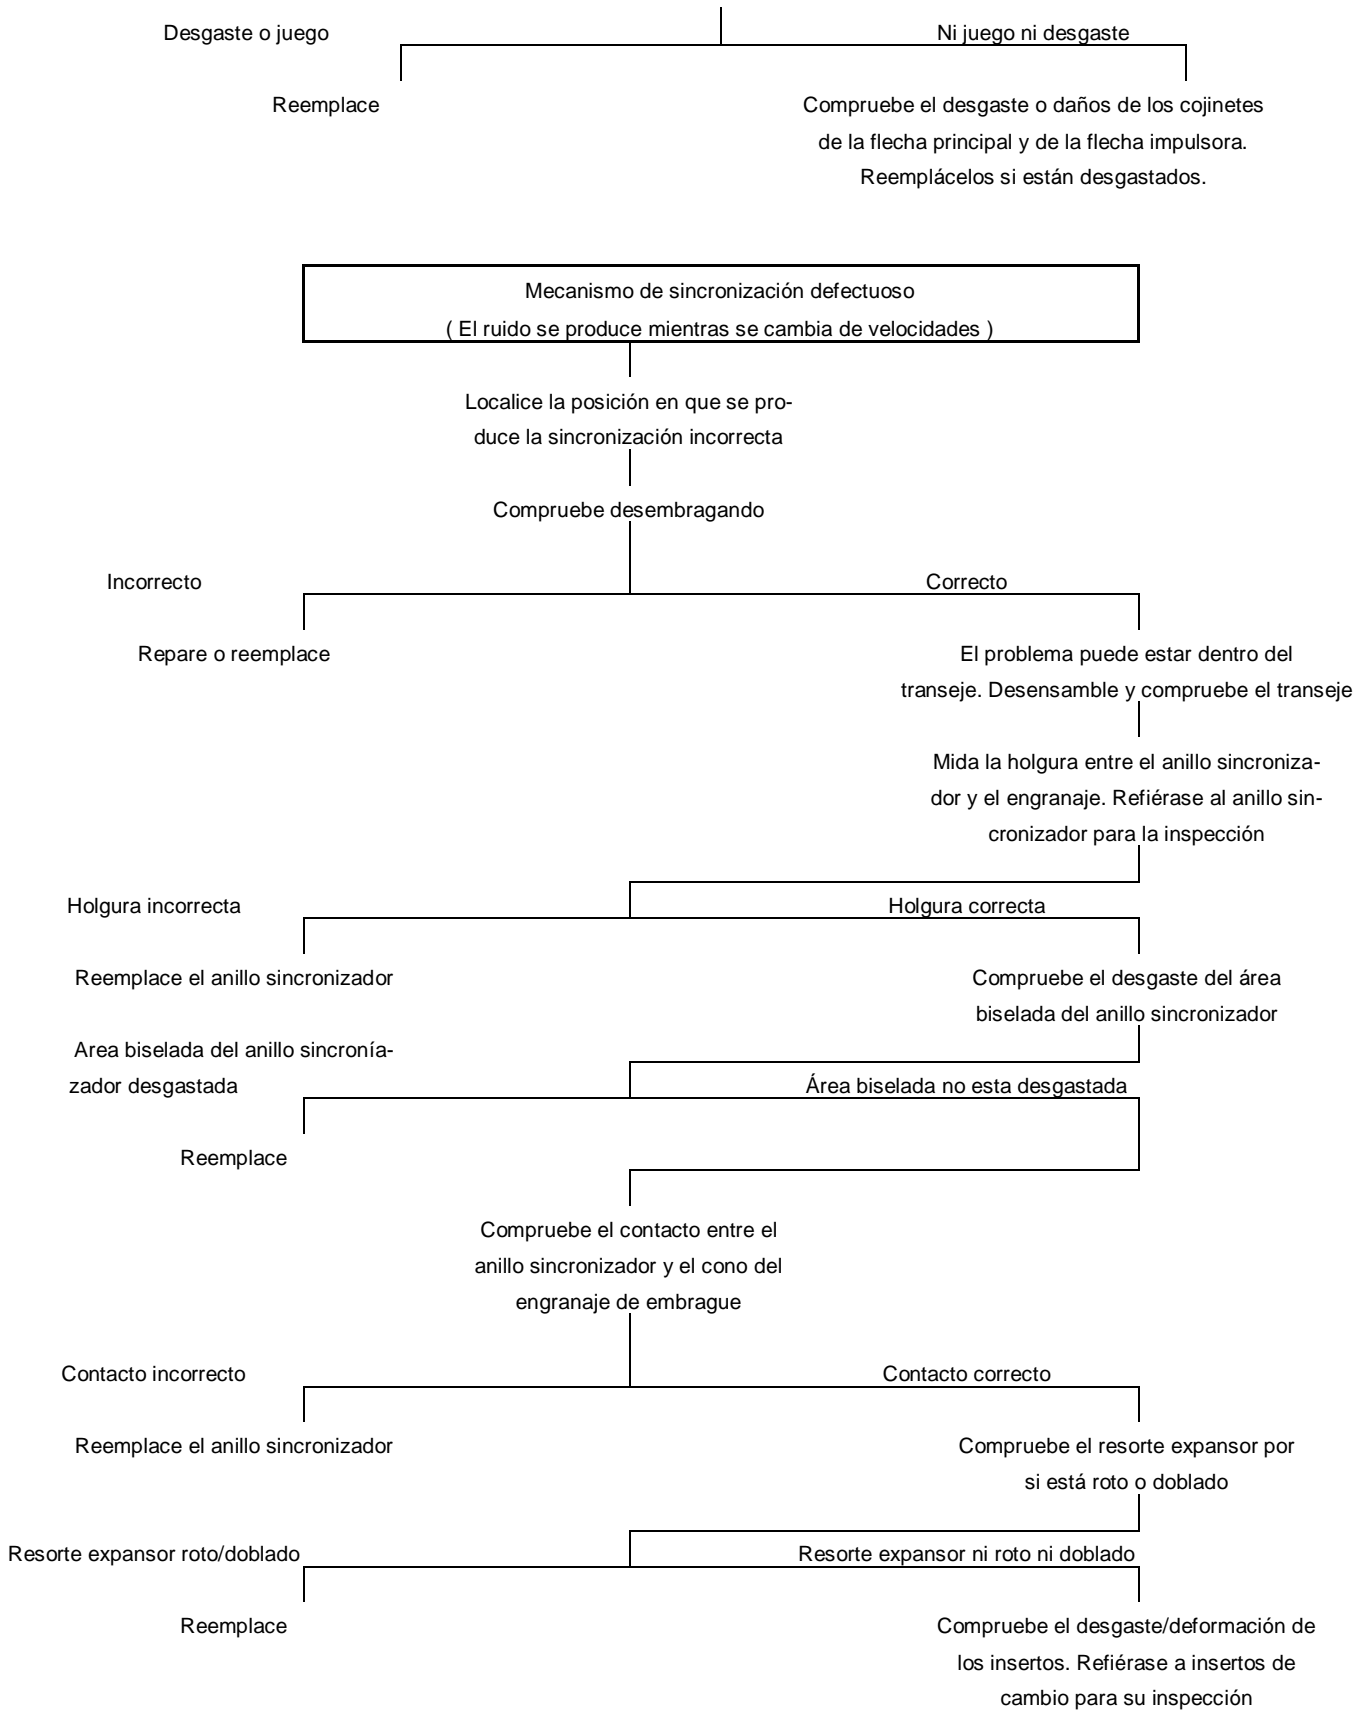 Desgaste o juego
Ni juego ni desgaste
Reemplace
Compruebe el desgaste o daños de los cojinetes
de la flecha principal y de la flecha impulsora.
Reemplácelos si están desgastados.
Mecanismo de sincronización defectuoso
( El ruido se produce mientras se cambia de velocidades )
Localice la posición en que se pro-
duce la sincronización incorrecta
Compruebe desembragando
Incorrecto
Correcto
Repare o reemplace
El problema puede estar dentro del
transeje. Desensamble y compruebe el transeje
Mida la holgura entre el anillo sincroniza-
dor y el engranaje. Refiérase al anillo sin-
cronizador para la inspección
Holgura incorrecta
Holgura correcta
Reemplace el anillo sincronizador
Compruebe el desgaste del área
biselada del anillo sincronizador
Area biselada del anillo sincronía-
zador desgastada
Área biselada no esta desgastada
Reemplace
Compruebe el contacto entre el
anillo sincronizador y el cono del
engranaje de embrague
Contacto incorrecto
Contacto correcto
Reemplace el anillo sincronizador
Compruebe el resorte expansor por
si está roto o doblado
Resorte expansor roto/doblado
Resorte expansor ni roto ni doblado
Reemplace
Compruebe el desgaste/deformación de
los insertos. Refiérase a insertos de
cambio para su inspección